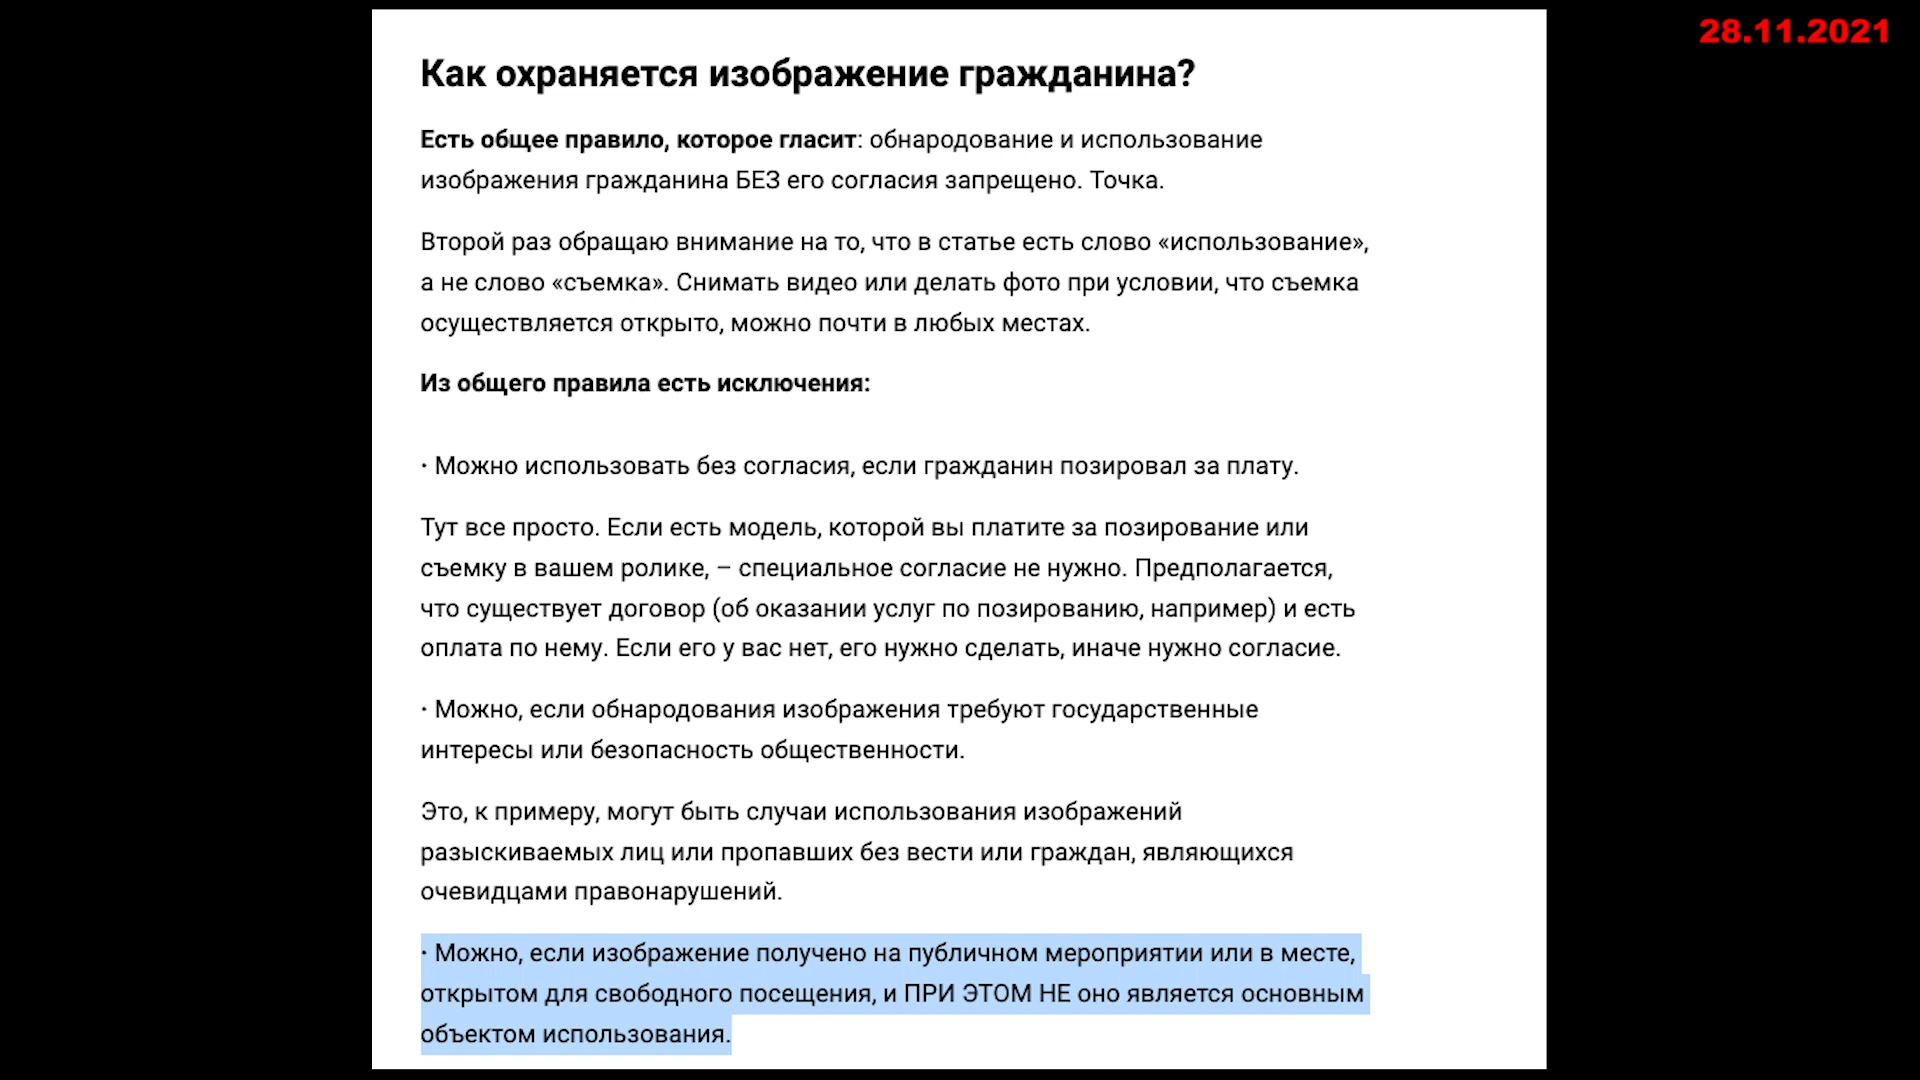 28.11.2021
Как охраняется изображение гражданина?
Есть общее правило, которое гласит: обнародование и использование
изображения гражданина БЕЗ его согласия запрещено. Точка.
Второй раз обращаю внимание на то, что в статье есть слово «использование»,
а не слово «съемка». Снимать видео или делать фото при условии, что съемка
осуществляется открыто, можно почти в любых местах.
Из общего правила есть исключения:
· Можно использовать без согласия, если гражданин позировал за плату.
Тут все просто. Если есть модель, которой вы платите за позирование или
съемку в вашем ролике, – специальное согласие не нужно. Предполагается,
что существует договор (об оказании услуг по позированию, например) и есть
оплата по нему. Если его у вас нет, его нужно сделать, иначе нужно согласие.
· Можно, если обнародования изображения требуют государственные
интересы или безопасность общественности.
Это, к примеру, могут быть случаи использования изображений
разыскиваемых лиц или пропавших без вести или граждан, являющихся
очевидцами правонарушений.
· Можно, если изображение получено на публичном мероприятии или в месте,
открытом для свободного посещения, и ПРИ ЭТОМ НЕ оно является основным
объектом использования.